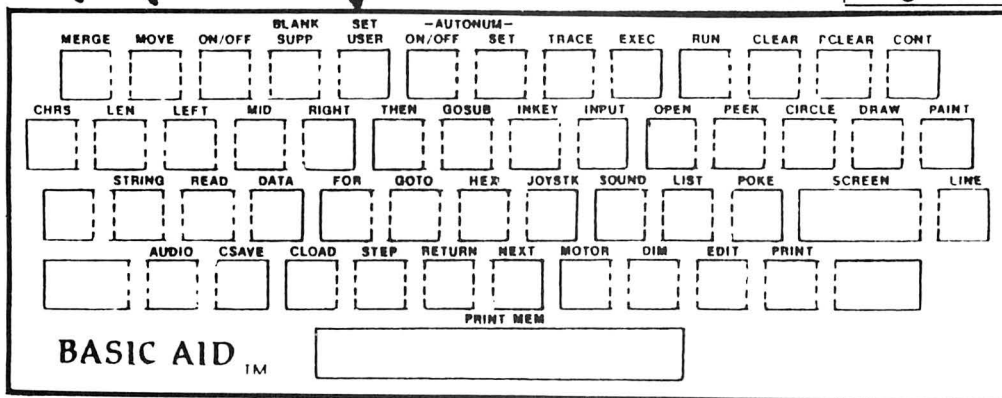 BLANK SET -AUTONUM-
MERGE MOVE ON/OFF SUPP USER ON/OFF SET TRACE EXEC RUN CLEAR PCLEAR CONT
CHRS LEN LEFT MID RIGHT THEN GOSUB INKEY INPUT OPEN PEEK CIRCLE DRAW PAINT
STRING READ DATA FOR GOTO HEX JOYSTK SOUND LIST POKE SCREEN LINE
AUDIO CSAVE CLOAD STEP RETURN NEXT MOTOR DIM EDIT PRINT
PRINT MEM
BASIC AID TM